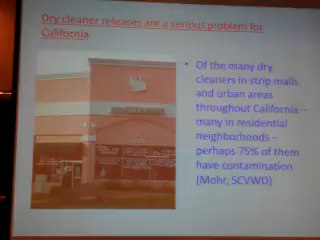 Dry cleaner releases are a serious problem for
California
• Of the many dry
cleaners in strip malls
and urban areas
throughout California –
many in residential
neighborhoods –
perhaps 75% of them
have contamination
(Mohr, SCVWD)